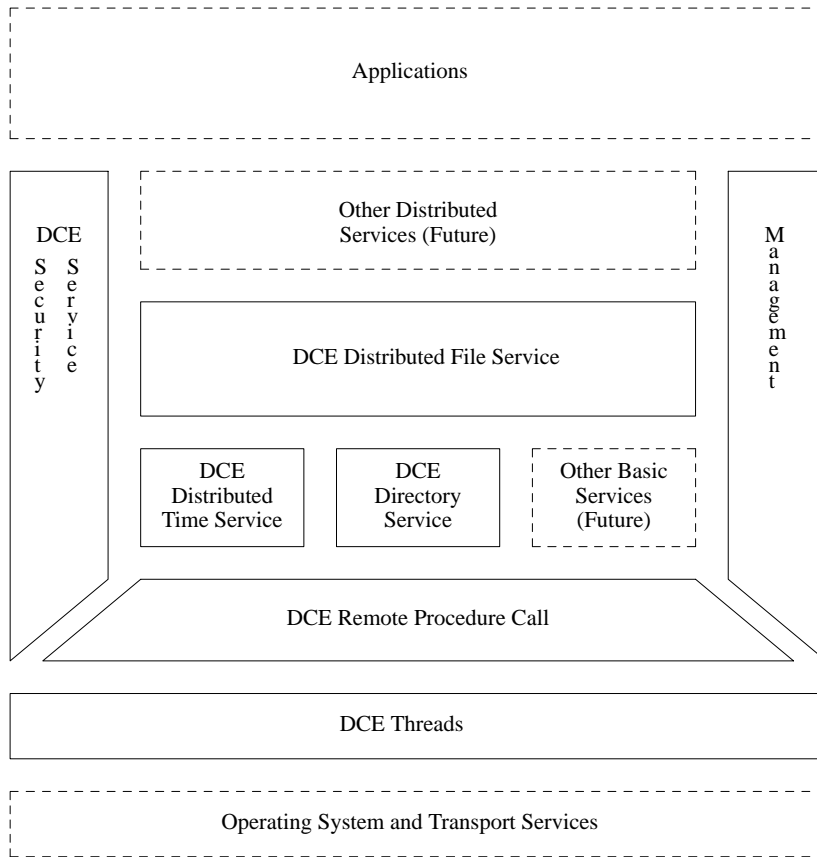 Applications
DCE
Security
Service
Other Distributed
Services (Future)
Management
DCE Distributed File Service
DCE
Distributed
Time Service
DCE
Directory
Service
Other Basic
Services
(Future)
DCE Remote Procedure Call
DCE Threads
Operating System and Transport Services